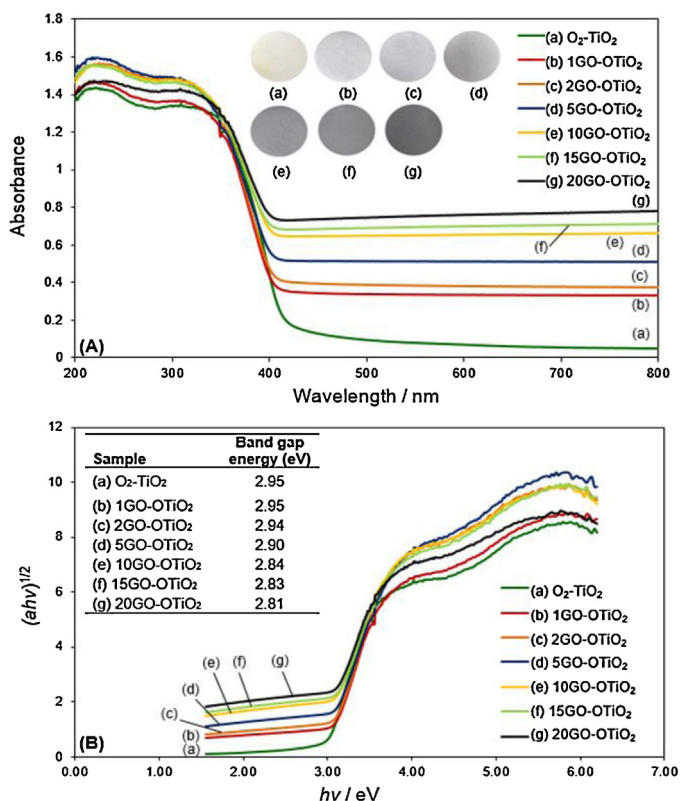 1.8
1.6
1.4
1.2
1
0.8
0.6
0.4
0.2
0
Absorbance
(a) (b) (c) (d)
(e) (f) (g)
(a) O₂-TiO₂
(b) 1GO-OTiO₂
(c) 2GO-OTiO₂
(d) 5GO-OTiO₂
(e) 10GO-OTiO₂
(f) 15GO-OTiO₂
(g) 20GO-OTiO₂
(g)
(f)
(e)
(d)
(c)
(b)
(a)
(A)
200 300 400 500 600 700 800
Wavelength / nm
12
10
8
6
4
2
0
(αhν)1/2
Sample Band gap energy (eV)
(a) O₂-TiO₂ 2.95
(b) 1GO-OTiO₂ 2.95
(c) 2GO-OTiO₂ 2.94
(d) 5GO-OTiO₂ 2.90
(e) 10GO-OTiO₂ 2.84
(f) 15GO-OTiO₂ 2.83
(g) 20GO-OTiO₂ 2.81
(g)
(f)
(e)
(d)
(c)
(b)
(a)
(a) O₂-TiO₂
(b) 1GO-OTiO₂
(c) 2GO-OTiO₂
(d) 5GO-OTiO₂
(e) 10GO-OTiO₂
(f) 15GO-OTiO₂
(g) 20GO-OTiO₂
(B)
0.00 1.00 2.00 3.00 4.00 5.00 6.00 7.00
hν / eV